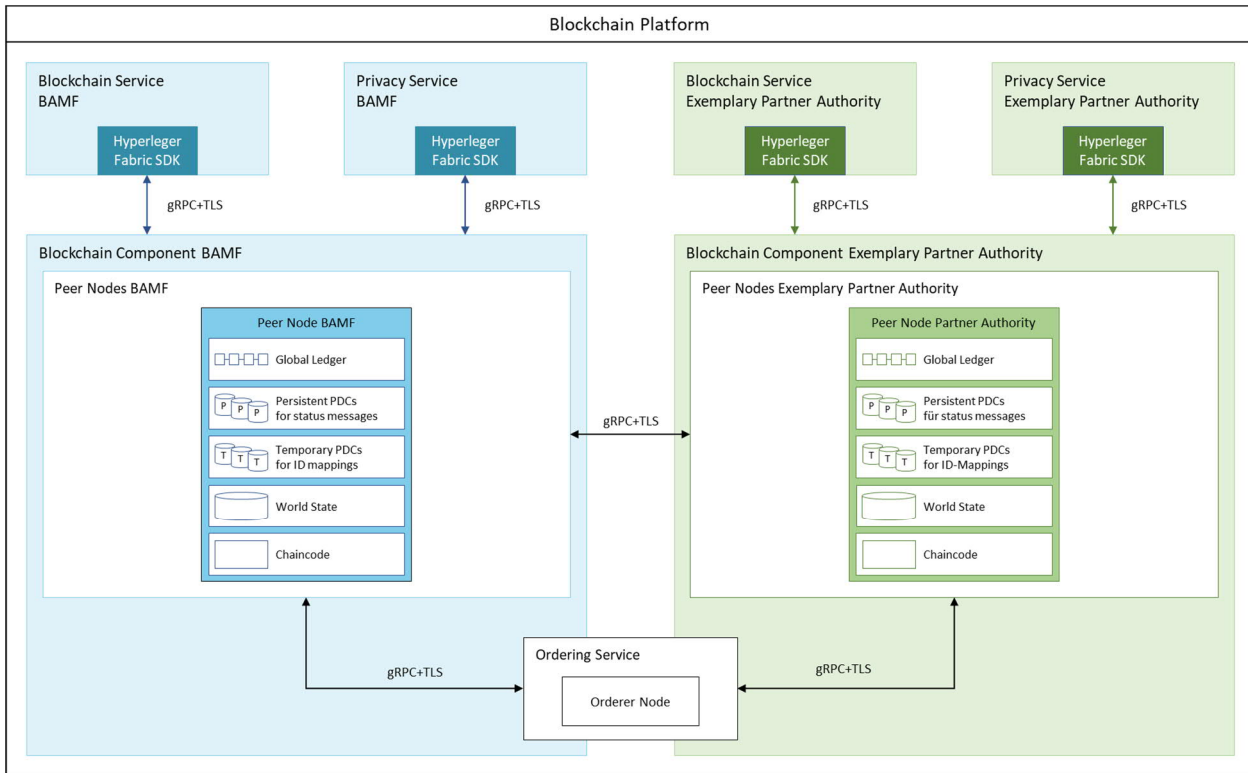 Blockchain Platform
Blockchain Service
BAMF
Hyperleger
Fabric SDK
gRPC+TLS
Privacy Service
BAMF
Hyperleger
Fabric SDK
gRPC+TLS
Blockchain Service
Exemplary Partner Authority
Hyperleger
Fabric SDK
gRPC+TLS
Privacy Service
Exemplary Partner Authority
Hyperleger
Fabric SDK
gRPC+TLS
Blockchain Component BAMF
Peer Nodes BAMF
Peer Node BAMF
Global Ledger
P P P
Persistent PDCs
for status messages
T T T
Temporary PDCs
for ID mappings
World State
Chaincode
gRPC+TLS
Blockchain Component Exemplary Partner Authority
Peer Nodes Exemplary Partner Authority
Peer Node Partner Authority
Global Ledger
P P P
Persistent PDCs
für status messages
T T T
Temporary PDCs
for ID-Mappings
World State
Chaincode
gRPC+TLS
Ordering Service
Orderer Node
gRPC+TLS